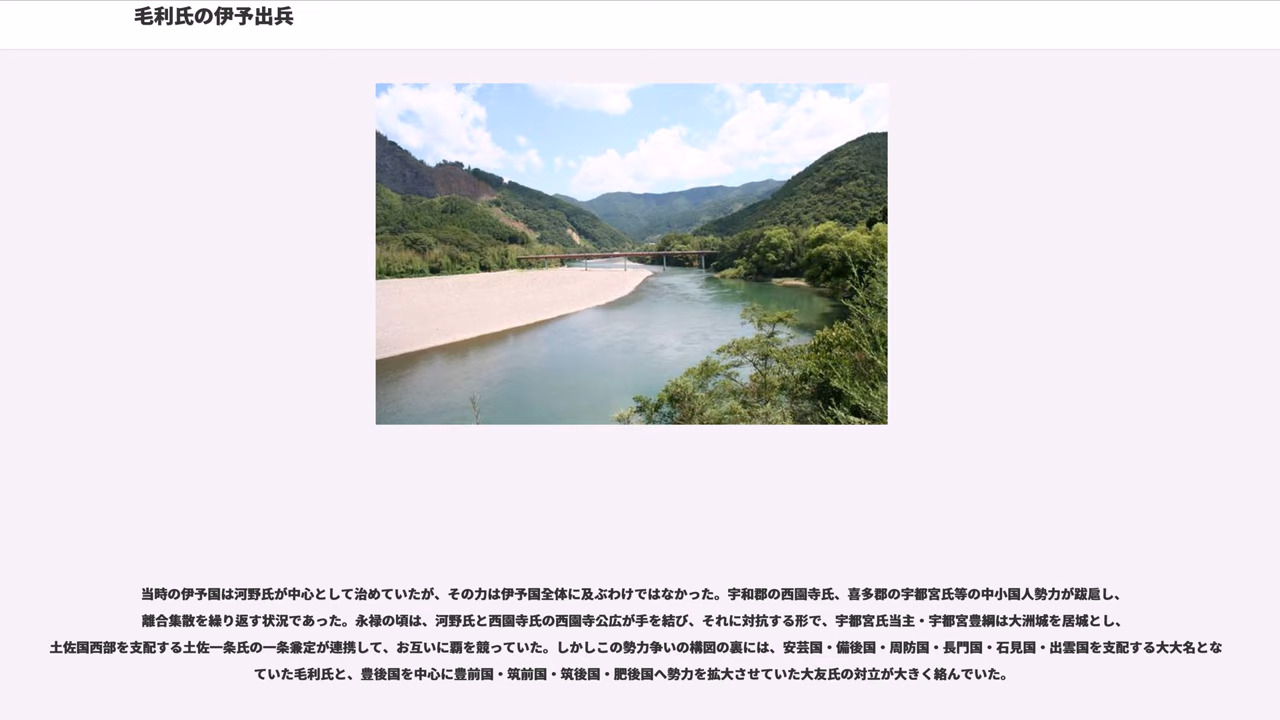 毛利氏の伊予出兵
当時の伊予国は河野氏が中心として治めていたが、その力は伊予国全体に及ぶわけではなかった。宇和郡の西園寺氏、喜多郡の宇都宮氏等の中小国人勢力が跋扈し、
離合集散を繰り返す状況であった。永禄の頃は、河野氏と西園寺氏の西園寺公広が手を結び、それに対抗する形で、宇都宮氏当主・宇都宮豊綱は大洲城を居城とし、
土佐国西部を支配する土佐一条氏の一条兼定が連携して、お互いに覇を競っていた。しかしこの勢力争いの構図の裏には、安芸国・備後国・周防国・長門国・石見国・出雲国を支配する大大名とな
ていた毛利氏と、豊後国を中心に豊前国・筑前国・筑後国・肥後国へ勢力を拡大させていた大友氏の対立が大きく絡んでいた。